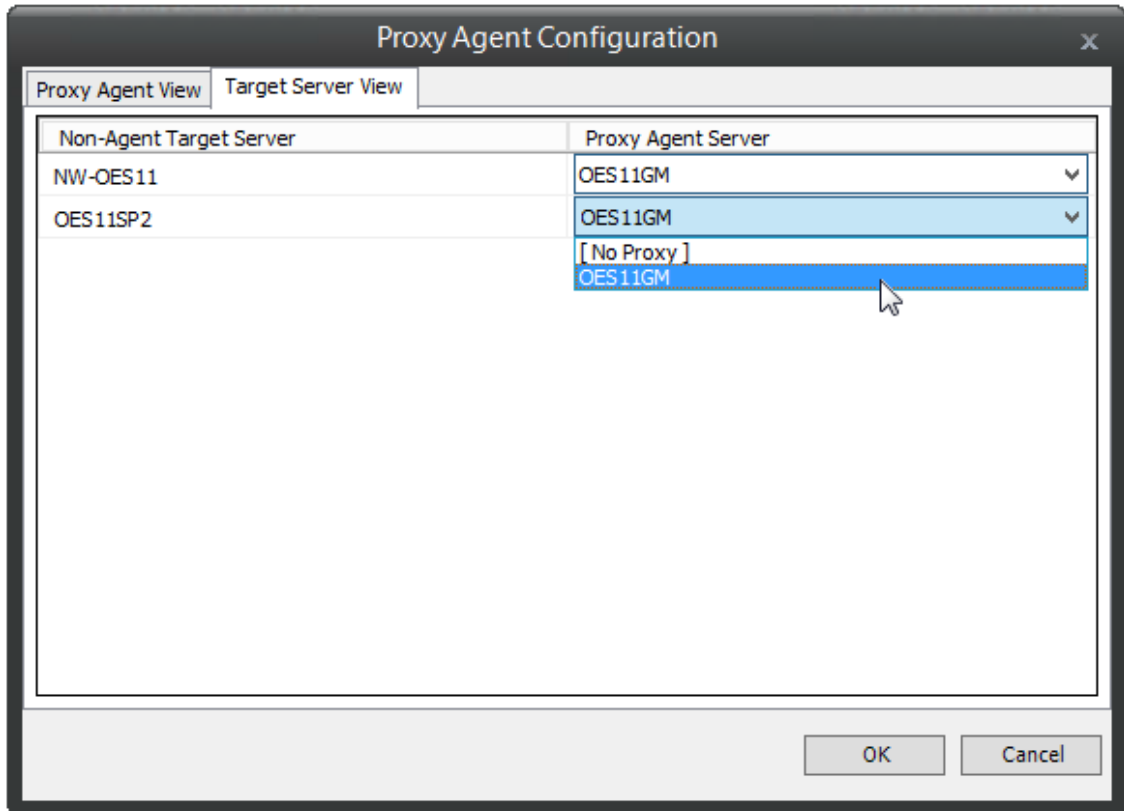 Proxy Agent Configuration x
Proxy Agent View Target Server View
Non-Agent Target Server Proxy Agent Server
NW-OES11 OES11GM
OES11SP2 OES11GM
[ No Proxy ]
OES11GM
OK Cancel